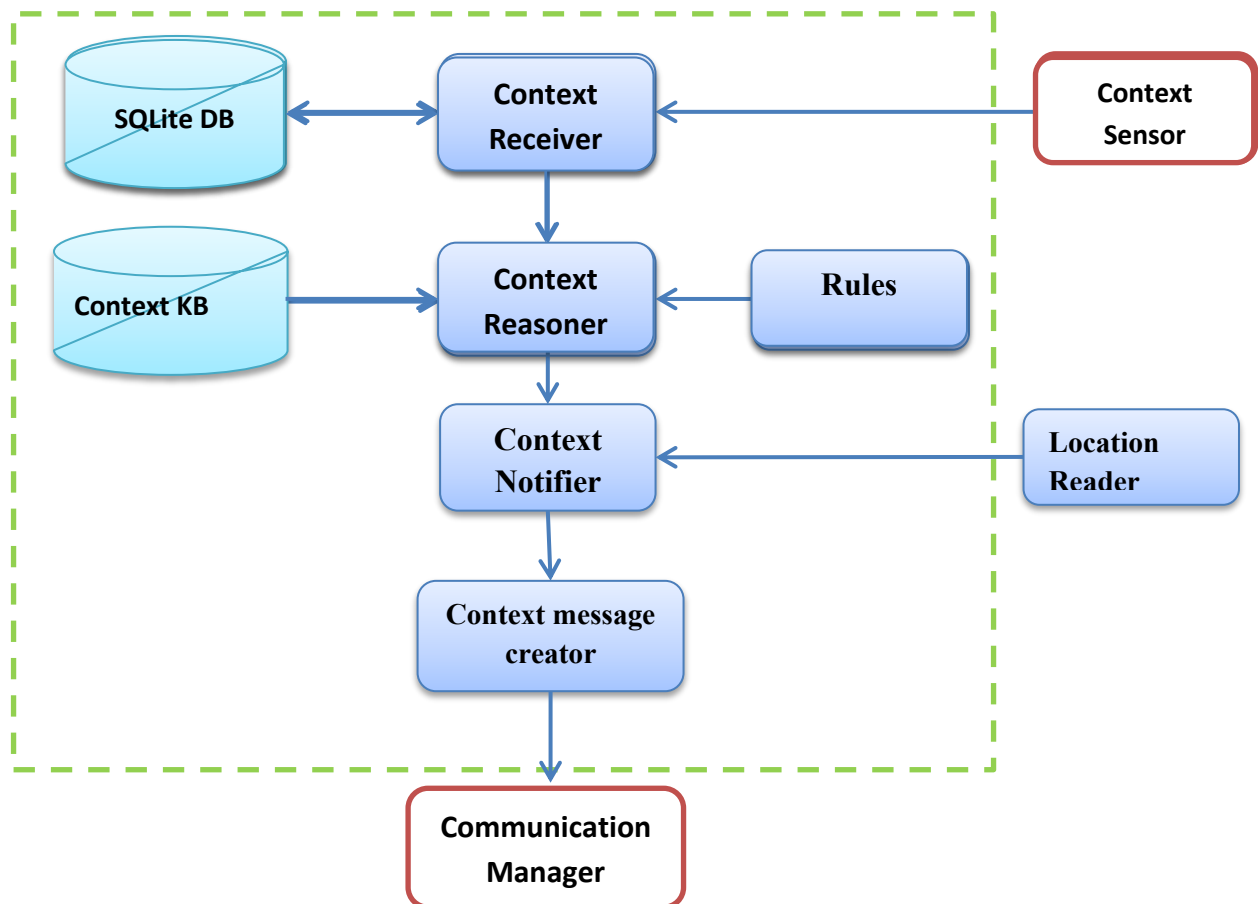 SQLite DB
Context
Receiver
Context
Sensor
Context KB
Context
Reasoner
Rules
Context
Notifier
Location
Reader
Context message
creator
Communication
Manager